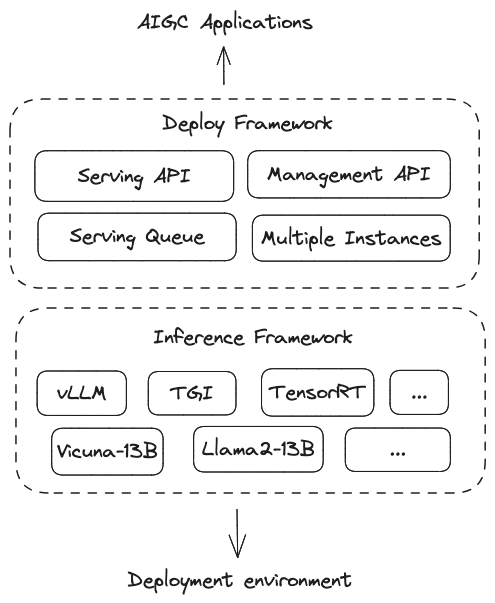 AIGC Applications
Deploy Framework
Serving API
Management API
Serving Queue
Multiple Instances
Inference Framework
vLLM
TGI
TensorRT
...
Vicuna-13B
Llama2-13B
...
Deployment environment